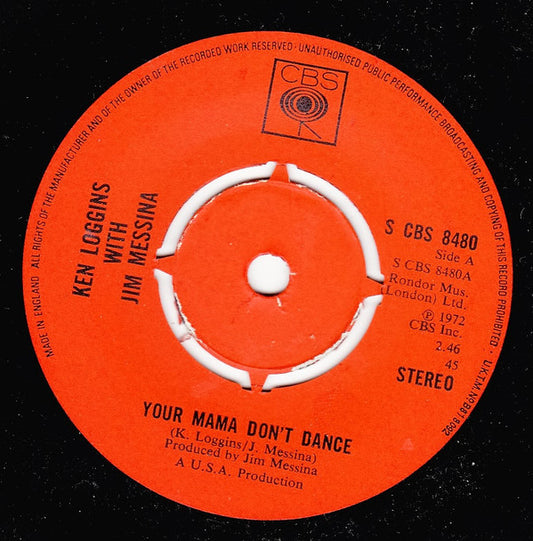 ALL RIGHTS OF THE MANUFACTURER AND OF THE OWNER OF THE RECORDED WORK RESERVED · UNAUTHORISED PUBLIC PERFORMANCE BROADCASTING AND COPYING OF THIS RECORD PROHIBITED · U.K.T.M.
MADE IN ENGLAND
CBS
KEN LOGGINS
WITH
JIM MESSINA
S CBS 8480
Side A
S CBS 8480A
Rondor Mus.
(London) Ltd.
℗ 1972
CBS Inc.
2.46
45
STEREO
YOUR MAMA DON'T DANCE
(K. Loggins/J. Messina)
Produced by Jim Messina
A U.S.A. Production